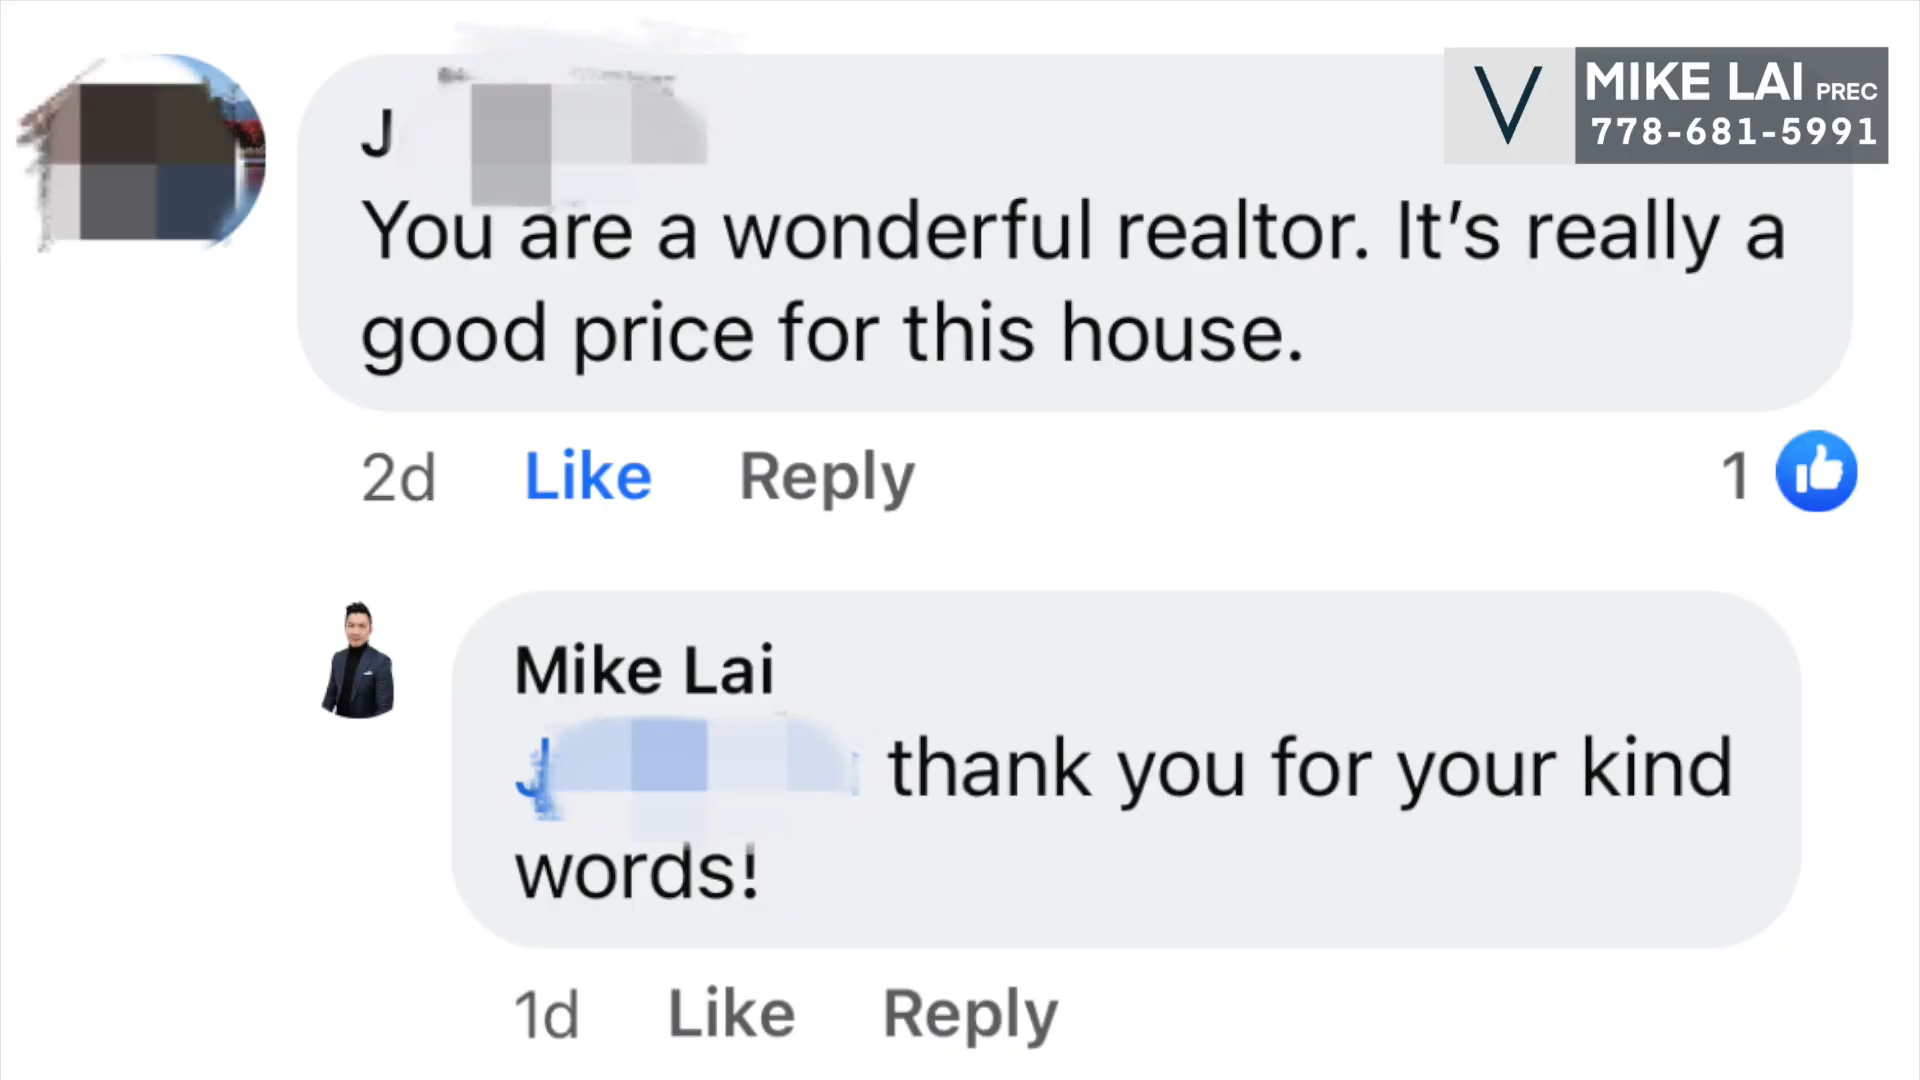 J
V
MIKE LAI PREC
778-681-5991
You are a wonderful realtor. It's really a
good price for this house.
2d Like Reply 1
Mike Lai
J thank you for your kind
words!
1d Like Reply